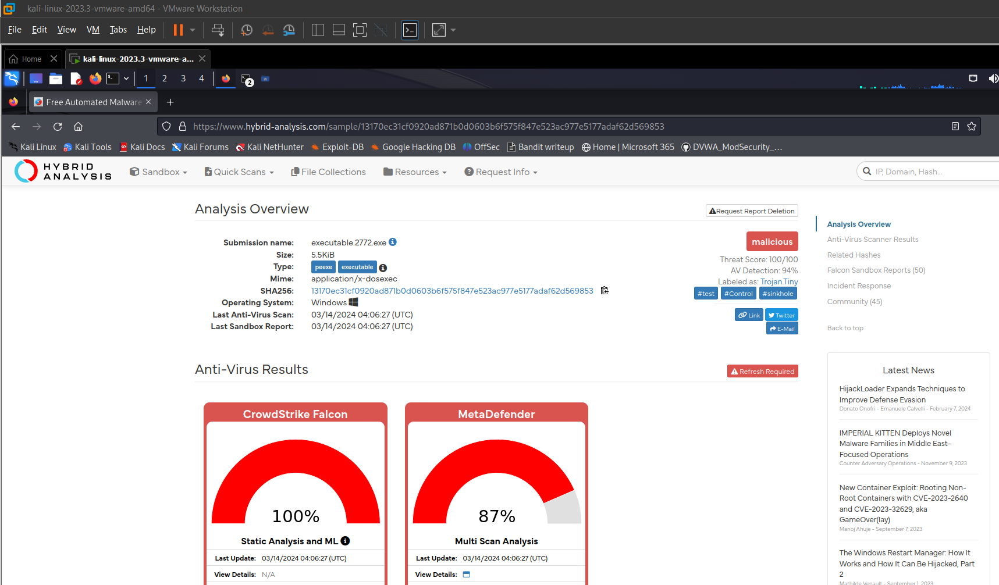 kali-linux-2023.3-vmware-amd64 - VMware Workstation
File Edit View VM Tabs Help
Home
kali-linux-2023.3-vmware-a...
1 2 3 4 2
Free Automated Malware
https://www.hybrid-analysis.com/sample/13170ec31cf0920ad871b0d0603b6f575f847e523ac977e5177adaf62d569853
Kali Linux Kali Tools Kali Docs Kali Forums Kali NetHunter Exploit-DB Google Hacking DB OffSec Bandit writeup Home | Microsoft 365 DVWA_ModSecurity_...
HYBRID
ANALYSIS
Sandbox Quick Scans File Collections Resources Request Info
IP, Domain, Hash...
Analysis Overview
Request Report Deletion
Submission name: executable.2772.exe
Size: 5.5KiB
Type: peexe executable
Mime: application/x-dosexec
SHA256: 13170ec31cf0920ad871b0d0603b6f575f847e523ac977e5177adaf62d569853
Operating System: Windows
Last Anti-Virus Scan: 03/14/2024 04:06:27 (UTC)
Last Sandbox Report: 03/14/2024 04:06:27 (UTC)
malicious
Threat Score: 100/100
AV Detection: 94%
Labeled as: Trojan.Tiny
#test #Control #sinkhole
Link Twitter
E-Mail
Anti-Virus Results
Refresh Required
CrowdStrike Falcon
100%
Static Analysis and ML
Last Update: 03/14/2024 04:06:27 (UTC)
View Details: N/A
MetaDefender
87%
Multi Scan Analysis
Last Update: 03/14/2024 04:06:27 (UTC)
View Details:
Analysis Overview
Anti-Virus Scanner Results
Related Hashes
Falcon Sandbox Reports (50)
Incident Response
Community (45)
Back to top
Latest News
HijackLoader Expands Techniques to
Improve Defense Evasion
Donato Onofri - Emanuele Calvelli - February 7, 2024
IMPERIAL KITTEN Deploys Novel
Malware Families in Middle East-
Focused Operations
Counter Adversary Operations - November 9, 2023
New Container Exploit: Rooting Non-
Root Containers with CVE-2023-2640
and CVE-2023-32629, aka
GameOver(lay)
Manoj Ahuje - September 7, 2023
The Windows Restart Manager: How It
Works and How It Can Be Hijacked, Part
2
Mathilde Venault - September 1, 2023